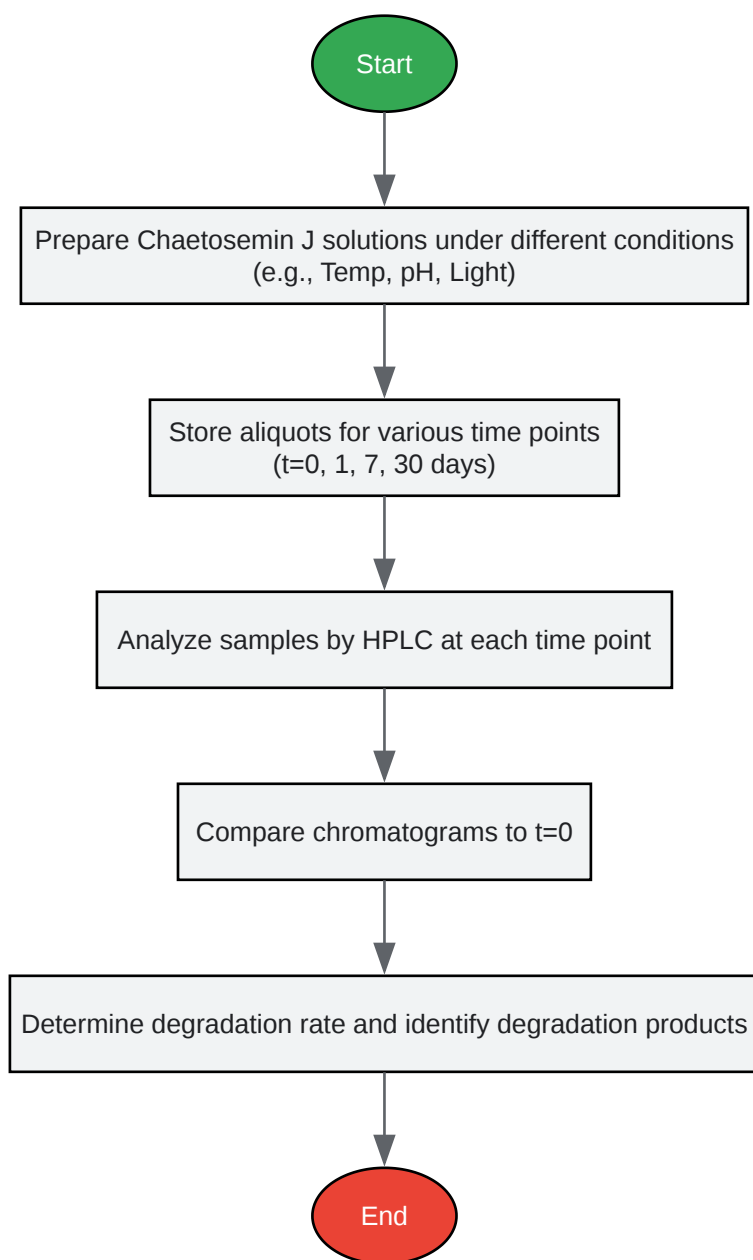 Start
Prepare Chaetosemin J solutions under different conditions
(e.g., Temp, pH, Light)
Store aliquots for various time points
(t=0, 1, 7, 30 days)
Analyze samples by HPLC at each time point
Compare chromatograms to t=0
Determine degradation rate and identify degradation products
End